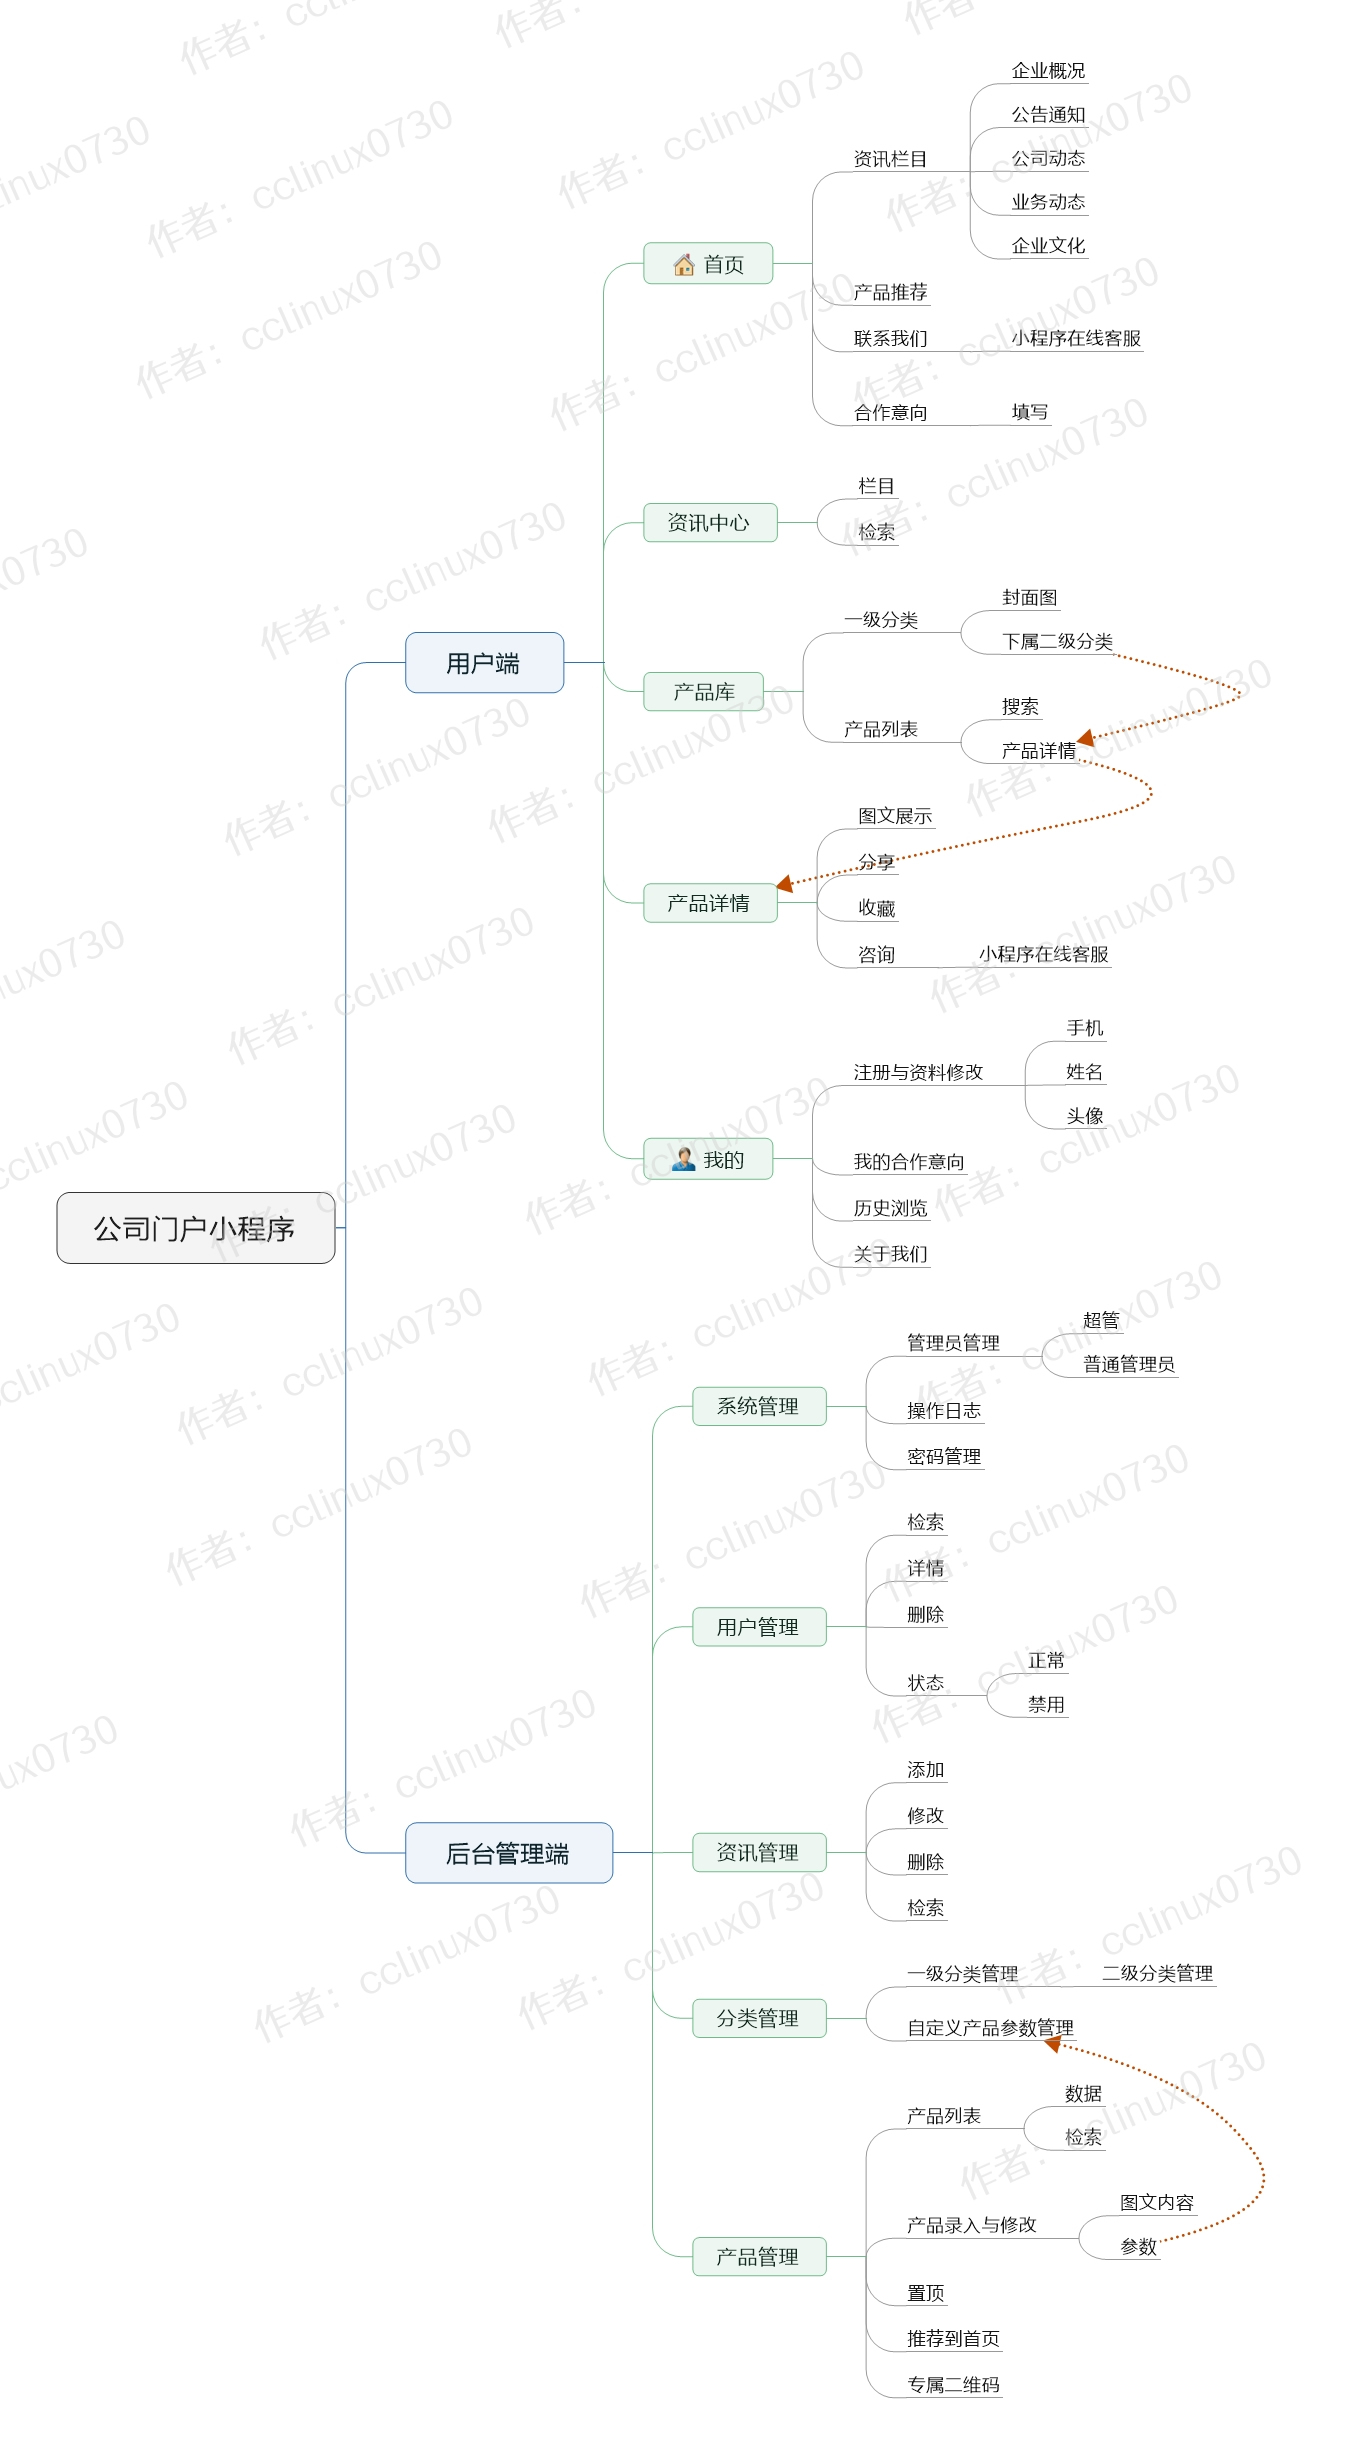 公司门户小程序
用户端
首页
资讯栏目
企业概况
公告通知
公司动态
业务动态
企业文化
产品推荐
联系我们
小程序在线客服
合作意向
填写
资讯中心
栏目
检索
产品库
一级分类
封面图
下属二级分类
产品列表
搜索
产品详情
产品详情
图文展示
分享
收藏
咨询
小程序在线客服
我的
注册与资料修改
手机
姓名
头像
我的合作意向
历史浏览
关于我们
后台管理端
系统管理
管理员管理
超管
普通管理员
操作日志
密码管理
用户管理
检索
详情
删除
状态
正常
禁用
资讯管理
添加
修改
删除
检索
分类管理
一级分类管理
二级分类管理
自定义产品参数管理
产品管理
产品列表
数据
检索
产品录入与修改
图文内容
参数
置顶
推荐到首页
专属二维码
作者：cclinux0730